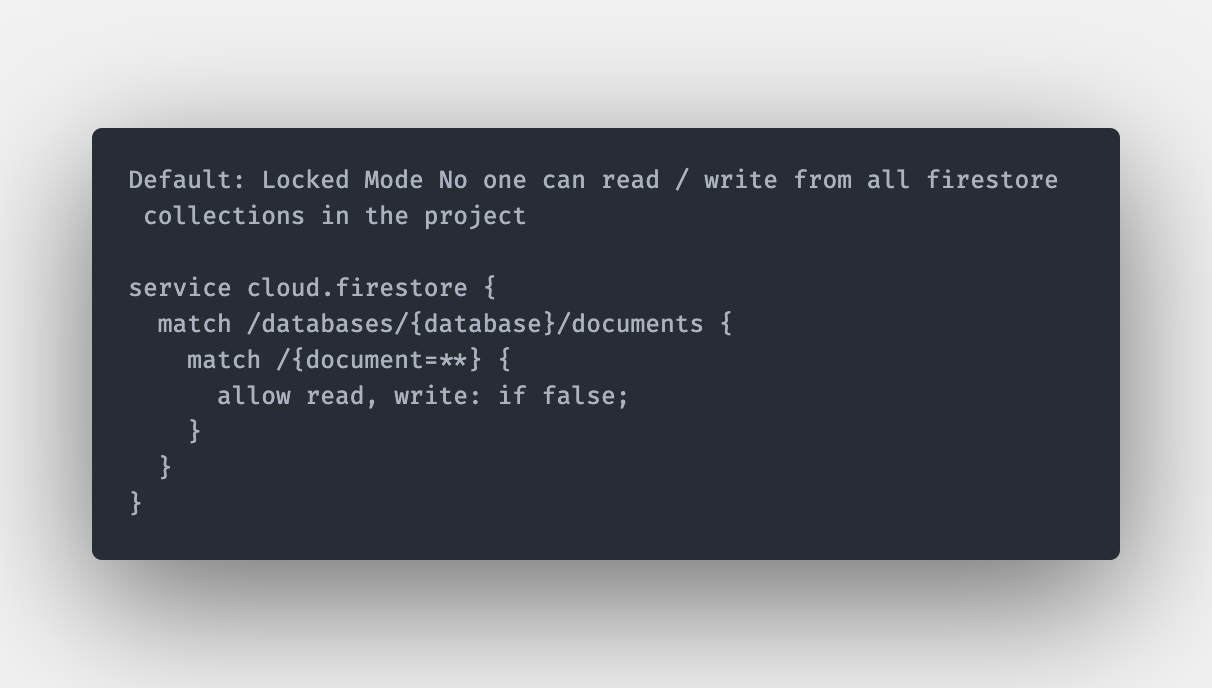 Default: Locked Mode No one can read / write from all firestore
collections in the project

service cloud.firestore {
  match /databases/{database}/documents {
    match /{document=**} {
      allow read, write: if false;
    }
  }
}